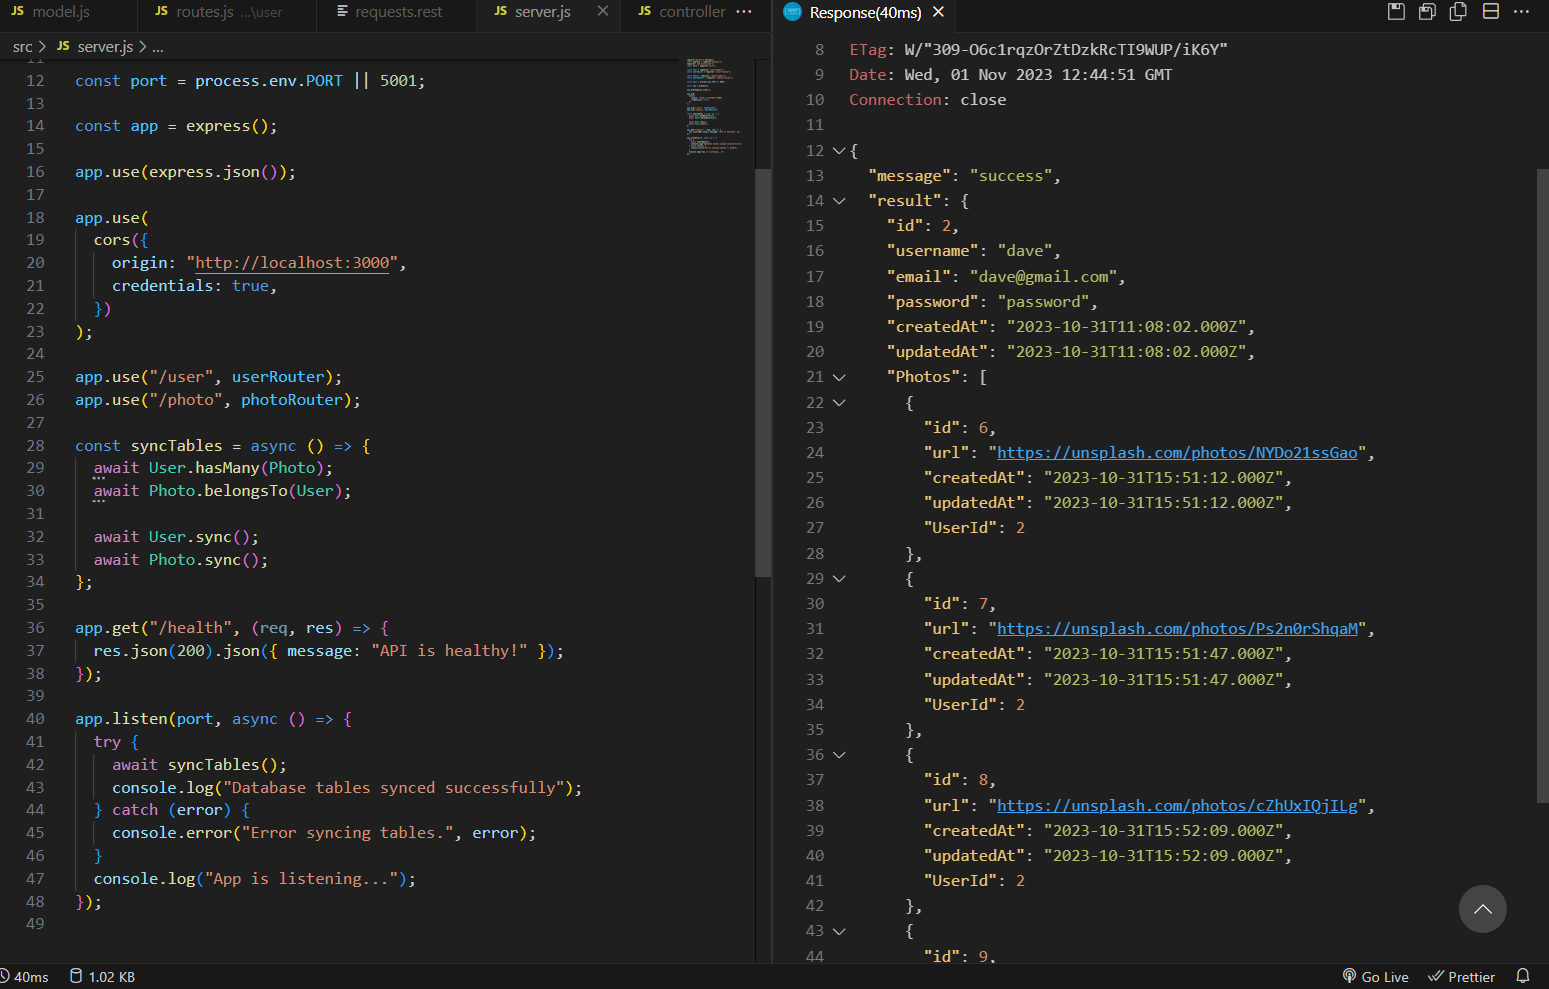 JS model.js
JS routes.js ...\user
requests.rest
JS server.js
JS controller ...
src > JS server.js > ...
11
12 const port = process.env.PORT || 5001;
13
14 const app = express();
15
16 app.use(express.json());
17
18 app.use(
19 cors({
20 origin: "http://localhost:3000",
21 credentials: true,
22 })
23 );
24
25 app.use("/user", userRouter);
26 app.use("/photo", photoRouter);
27
28 const syncTables = async () => {
29 await User.hasMany(Photo);
30 await Photo.belongsTo(User);
31
32 await User.sync();
33 await Photo.sync();
34 };
35
36 app.get("/health", (req, res) => {
37 res.json(200).json({ message: "API is healthy!" });
38 });
39
40 app.listen(port, async () => {
41 try {
42 await syncTables();
43 console.log("Database tables synced successfully");
44 } catch (error) {
45 console.error("Error syncing tables.", error);
46 }
47 console.log("App is listening...");
48 });
49
Response(40ms)
8 ETag: W/"309-O6c1rqzOrZtDzkRcTI9WUP/iK6Y"
9 Date: Wed, 01 Nov 2023 12:44:51 GMT
10 Connection: close
11
12 {
13 "message": "success",
14 "result": {
15 "id": 2,
16 "username": "dave",
17 "email": "dave@gmail.com",
18 "password": "password",
19 "createdAt": "2023-10-31T11:08:02.000Z",
20 "updatedAt": "2023-10-31T11:08:02.000Z",
21 "Photos": [
22 {
23 "id": 6,
24 "url": "https://unsplash.com/photos/NYDo21ssGao",
25 "createdAt": "2023-10-31T15:51:12.000Z",
26 "updatedAt": "2023-10-31T15:51:12.000Z",
27 "UserId": 2
28 },
29 {
30 "id": 7,
31 "url": "https://unsplash.com/photos/Ps2n0rShqaM",
32 "createdAt": "2023-10-31T15:51:47.000Z",
33 "updatedAt": "2023-10-31T15:51:47.000Z",
34 "UserId": 2
35 },
36 {
37 "id": 8,
38 "url": "https://unsplash.com/photos/cZhUxIQjILg",
39 "createdAt": "2023-10-31T15:52:09.000Z",
40 "updatedAt": "2023-10-31T15:52:09.000Z",
41 "UserId": 2
42 },
43 {
44 "id": 9,
40ms
1.02 KB
Go Live
Prettier